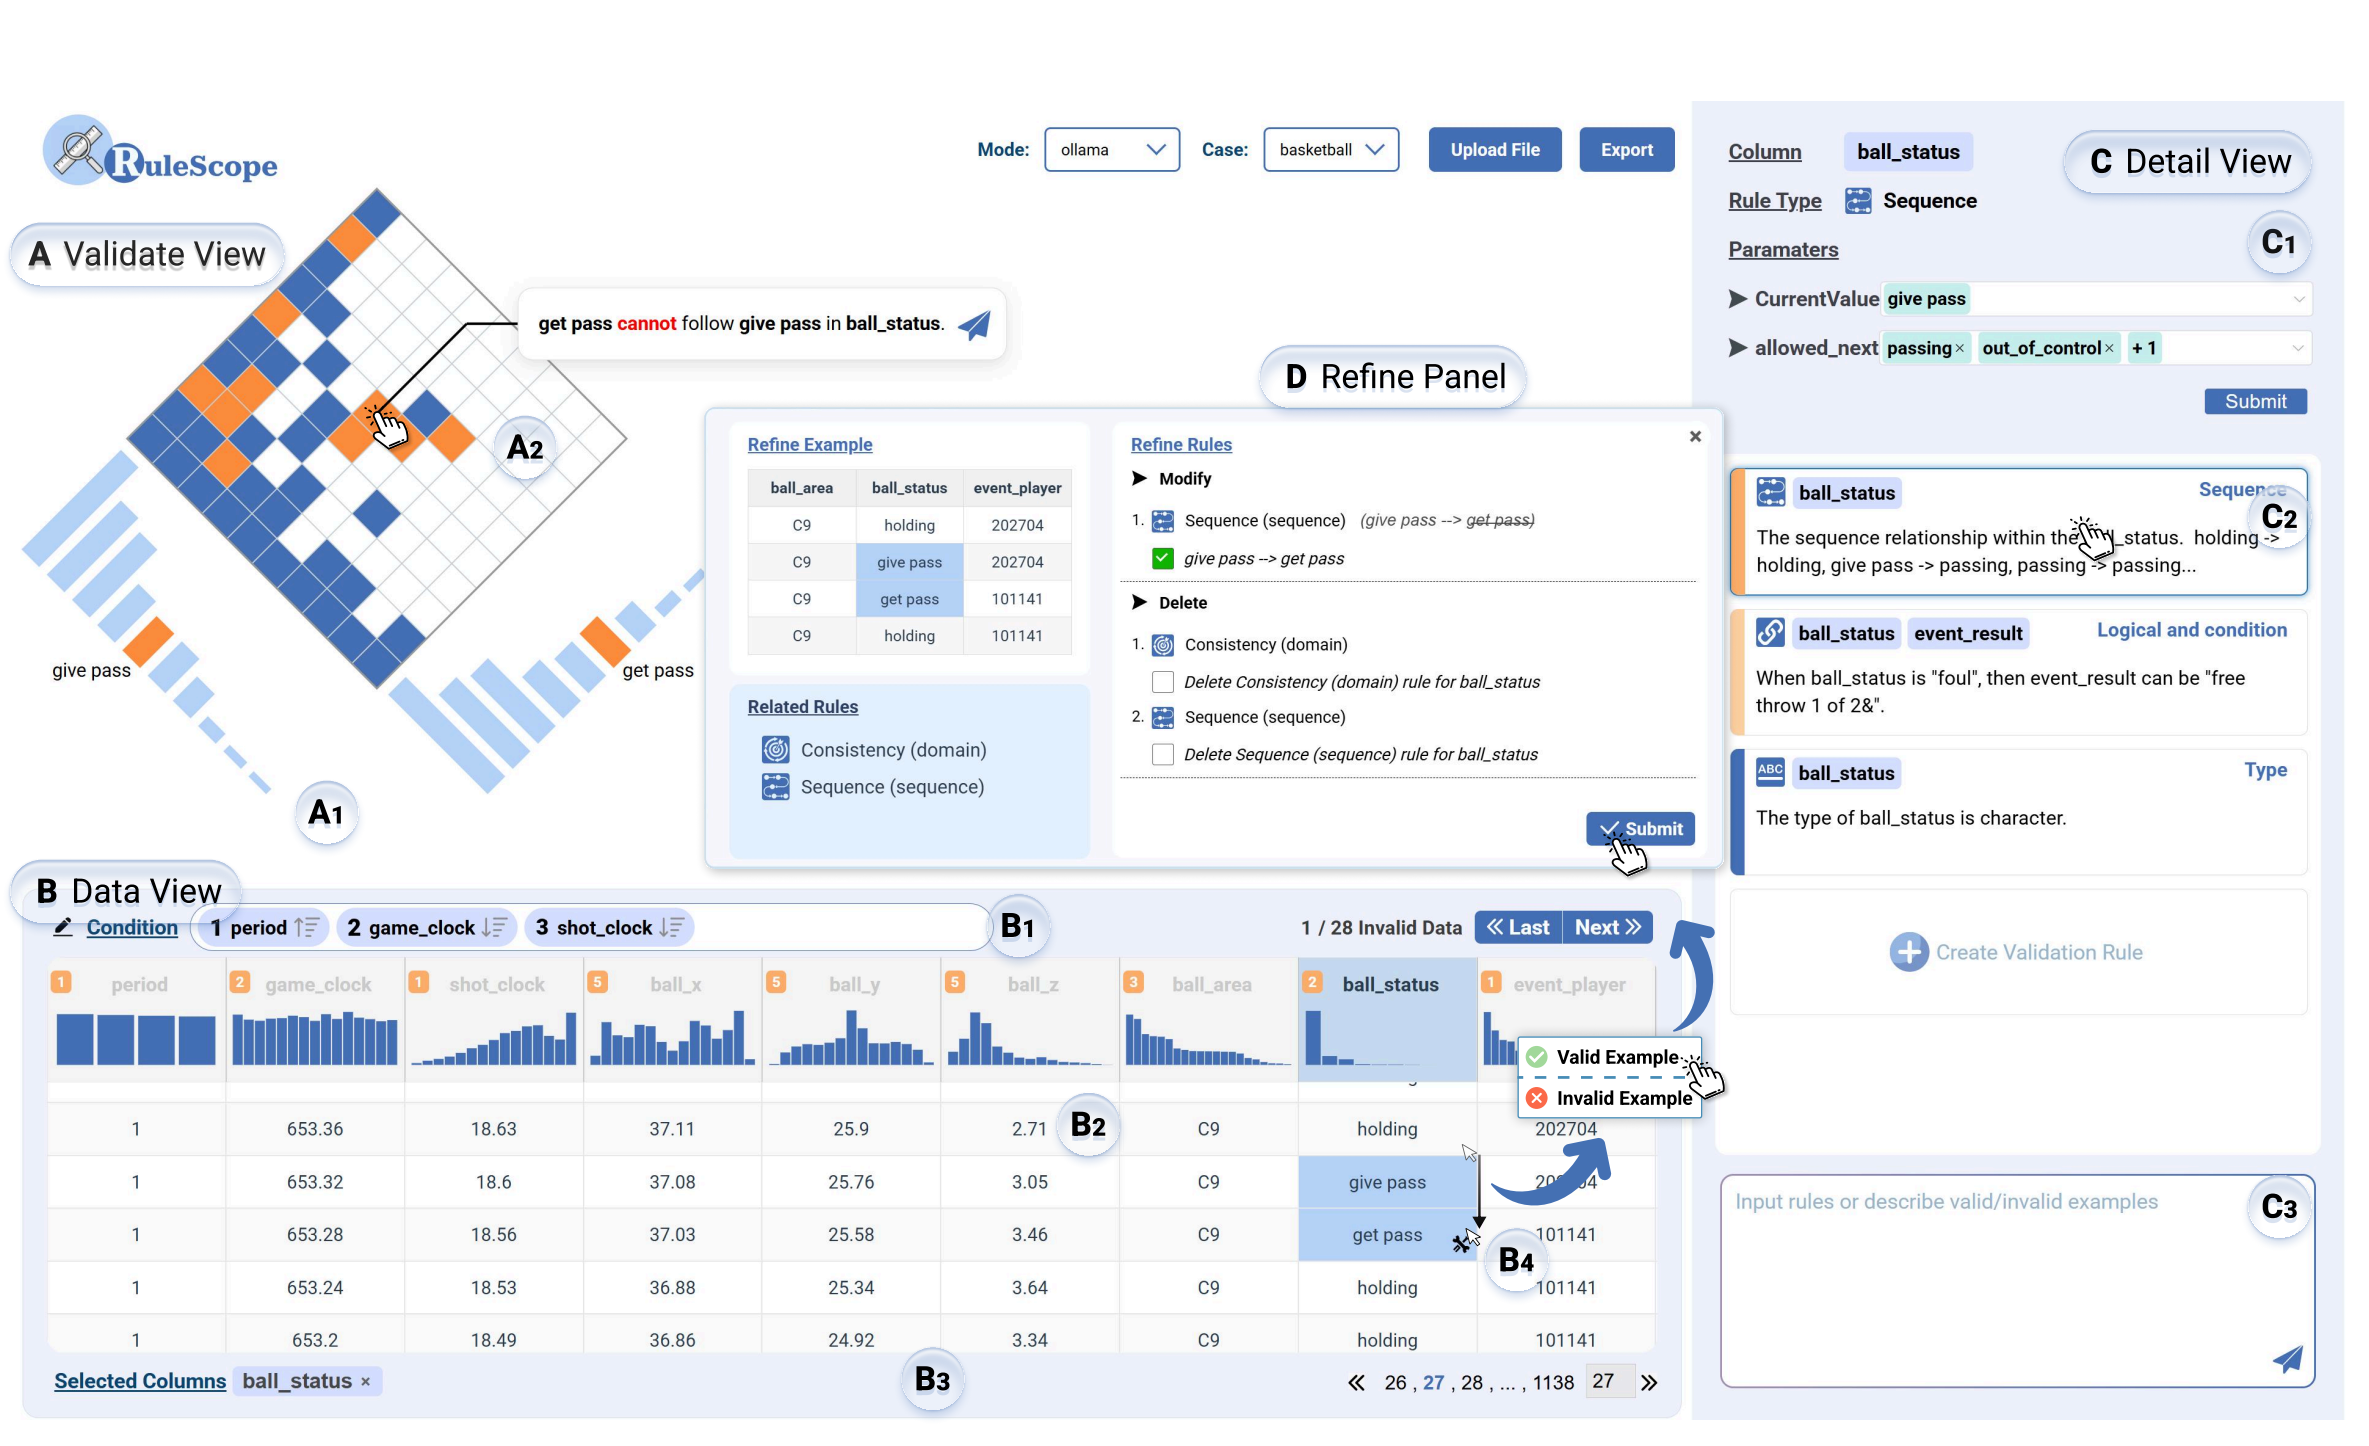 RuleScope
Mode: ollama Case: basketball Upload File Export
A Validate View
get pass cannot follow give pass in ball_status.
A2
give pass
get pass
A1
D Refine Panel
Refine Example
ball_area ball_status event_player
C9 holding 202704
C9 give pass 202704
C9 get pass 101141
C9 holding 101141
Related Rules
Consistency (domain)
Sequence (sequence)
Refine Rules ×
Modify
1. Sequence (sequence) (give pass --> get pass)
give pass --> get pass
Delete
1. Consistency (domain)
Delete Consistency (domain) rule for ball_status
2. Sequence (sequence)
Delete Sequence (sequence) rule for ball_status
Submit
C Detail View
Column ball_status
Rule Type Sequence
C1
Paramaters
CurrentValue give pass
allowed_next passing× out_of_control× + 1
Submit
ball_status Sequence
C2
The sequence relationship within the _status. holding ->
holding, give pass -> passing, passing -> passing...
ball_status event_result Logical and condition
When ball_status is "foul", then event_result can be "free
throw 1 of 2&".
ABC ball_status Type
The type of ball_status is character.
Create Validation Rule
Input rules or describe valid/invalid examples
C3
B Data View
Condition 1 period 2 game_clock 3 shot_clock B1 1 / 28 Invalid Data Last Next
1 period 2 game_clock 1 shot_clock 5 ball_x 5 ball_y 5 ball_z 3 ball_area 2 ball_status 1 event_player
Valid Example
Invalid Example
B2
1 653.36 18.63 37.11 25.9 2.71 C9 holding 202704
1 653.32 18.6 37.08 25.76 3.05 C9 give pass
1 653.28 18.56 37.03 25.58 3.46 C9 get pass 101141
B4
1 653.24 18.53 36.88 25.34 3.64 C9 holding 101141
1 653.2 18.49 36.86 24.92 3.34 C9 holding 101141
Selected Columns ball_status × B3 26 , 27 , 28 , ... , 1138 27